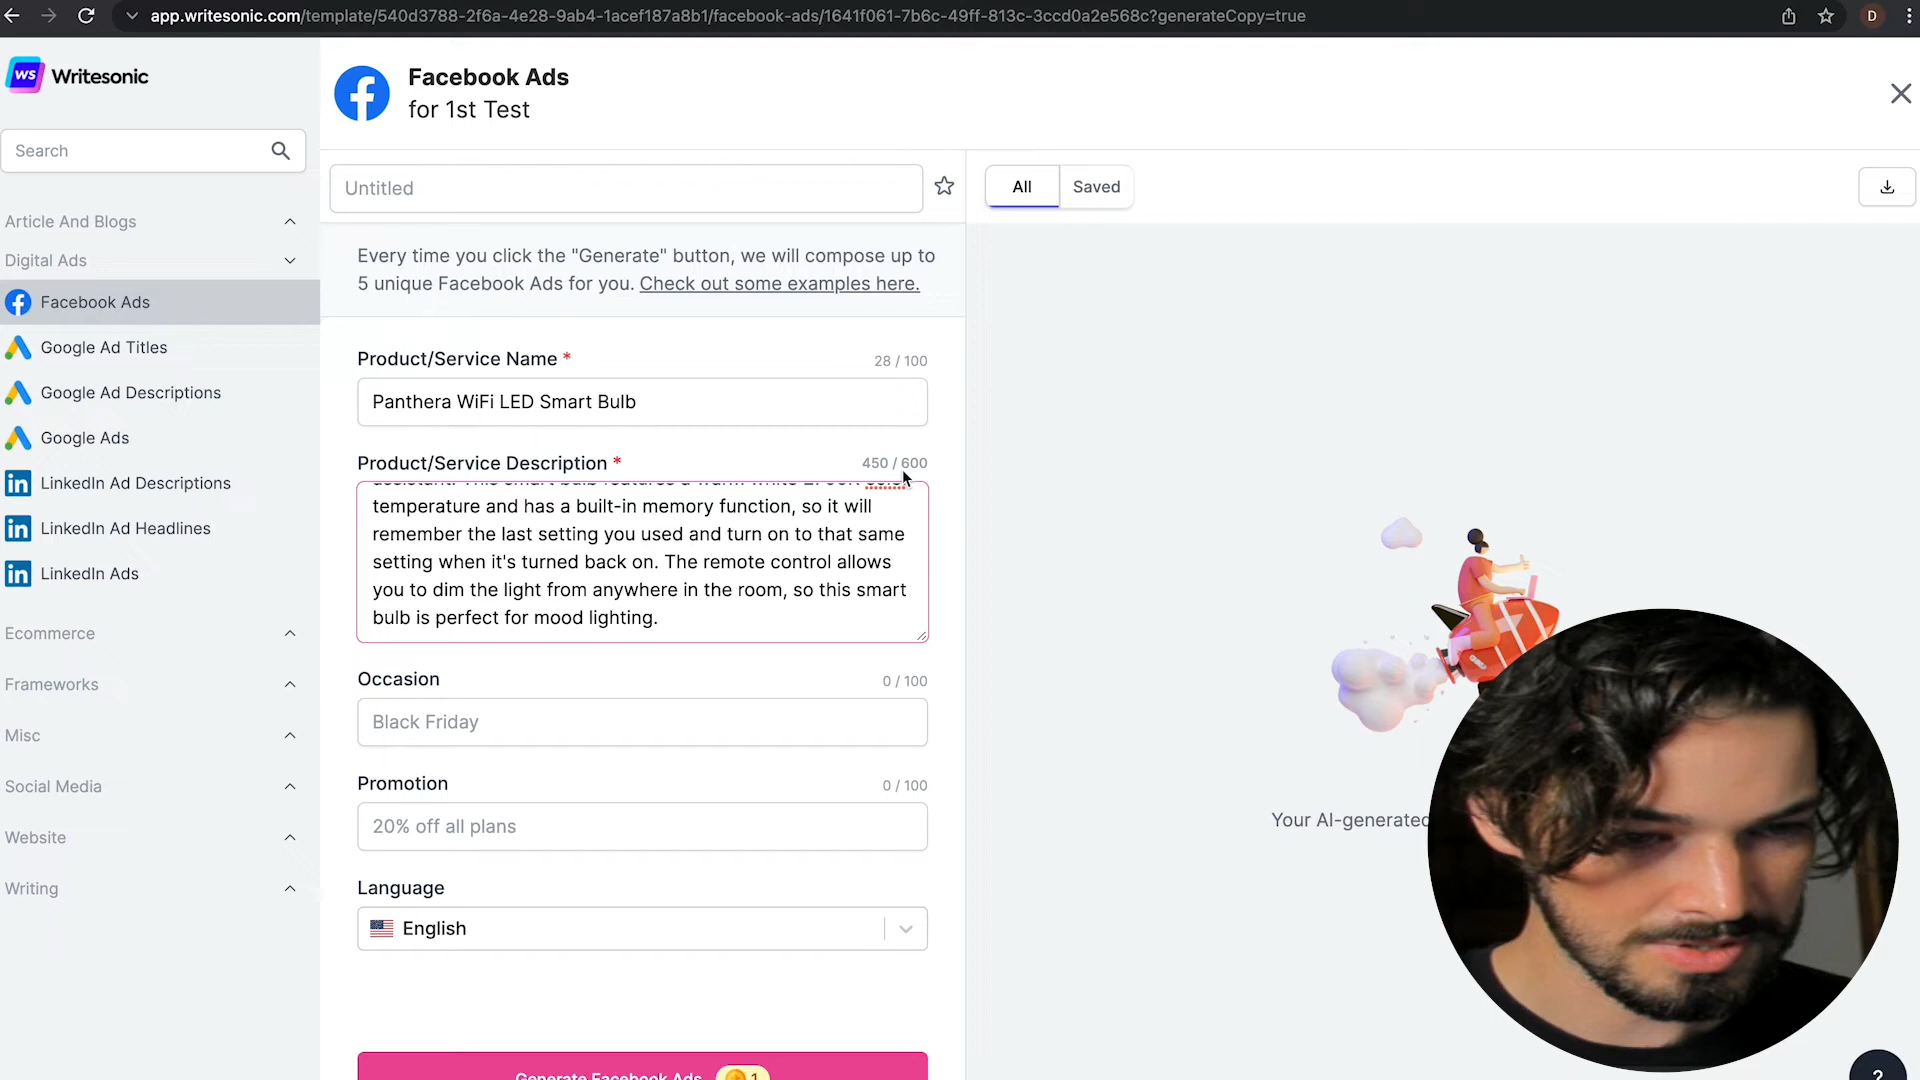 app.writesonic.com/template/540d3788-2f6a-4e28-9ab4-1acef187a8b1/facebook-ads/1641f061-7b6c-49ff-813c-3ccd0a2e568c?generateCopy=true
D
WS
Writesonic
Search
Article And Blogs
Digital Ads
Facebook Ads
Google Ad Titles
Google Ad Descriptions
Google Ads
LinkedIn Ad Descriptions
LinkedIn Ad Headlines
LinkedIn Ads
Ecommerce
Frameworks
Misc
Social Media
Website
Writing
Facebook Ads
for 1st Test
Untitled
Every time you click the "Generate" button, we will compose up to
5 unique Facebook Ads for you. Check out some examples here.
Product/Service Name *
28 / 100
Panthera WiFi LED Smart Bulb
Product/Service Description *
450 / 600
temperature and has a built-in memory function, so it will
remember the last setting you used and turn on to that same
setting when it's turned back on. The remote control allows
you to dim the light from anywhere in the room, so this smart
bulb is perfect for mood lighting.
Occasion
0 / 100
Black Friday
Promotion
0 / 100
20% off all plans
Language
English
Generate Facebook Ads
1
All
Saved
Your AI-generated
?